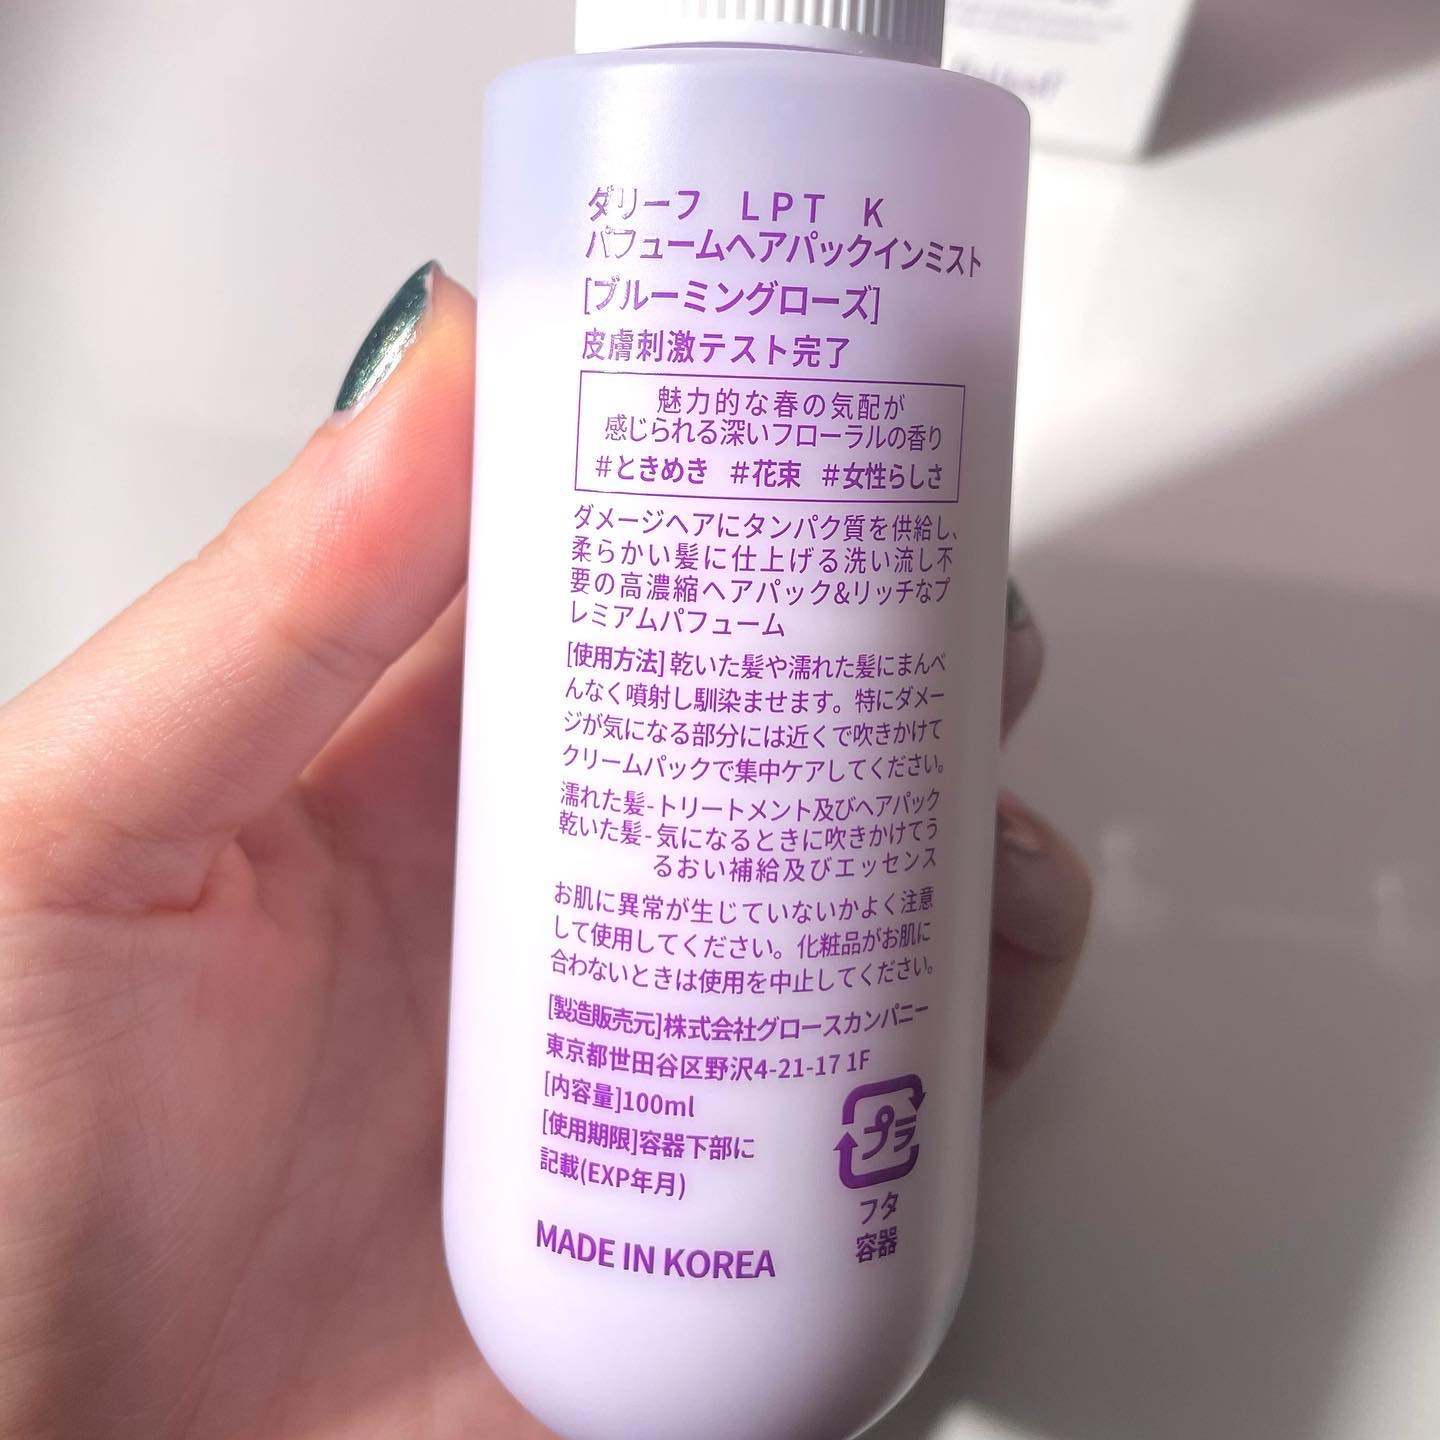 ダリーフ LPT K
パフュームヘアパックインミスト
[ブルーミングローズ]
皮膚刺激テスト完了
魅力的な春の気配が
感じられる深いフローラルの香り
#ときめき #花束 #女性らしさ
ダメージヘアにタンパク質を供給し、
柔らかい髪に仕上げる洗い流し不
要の高濃縮ヘアパック&リッチなプ
レミアムパフューム
[使用方法]乾いた髪や濡れた髪にまんべ
んなく噴射し馴染ませます。特にダメー
ジが気になる部分には近くで吹きかけて
クリームパックで集中ケアしてください。
濡れた髪-トリートメント及びヘアパック
乾いた髪-気になるときに吹きかけてう
るおい補給及びエッセンス
お肌に異常が生じていないかよく注意
して使用してください。化粧品がお肌に
合わないときは使用を中止してください。
[製造販売元]株式会社グロースカンパニー
東京都世田谷区野沢4-21-17 1F
[内容量]100ml
[使用期限]容器下部に
記載(EXP年月)
プラ
フタ
容器
MADE IN KOREA